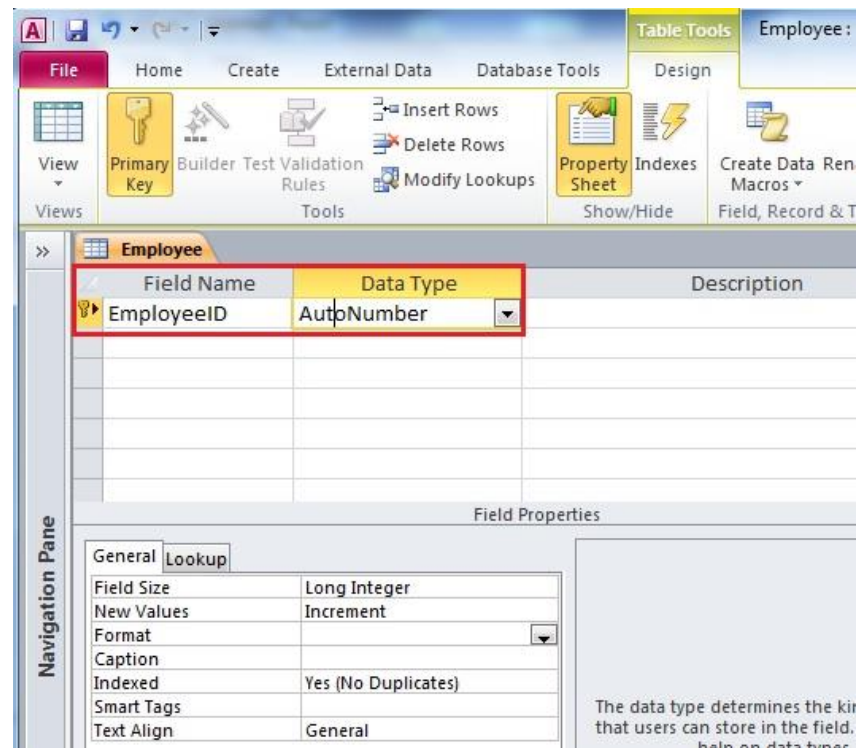 A
Table Tools Employee :
File Home Create External Data Database Tools Design
View
Primary Key
Builder
Test Validation Rules
Insert Rows
Delete Rows
Modify Lookups
Property Sheet
Indexes
Create Data Macros
Views Tools Show/Hide Field, Record &
» Employee
Field Name Data Type Description
EmployeeID AutoNumber
Field Properties
Navigation Pane
General Lookup
Field Size Long Integer
New Values Increment
Format
Caption
Indexed Yes (No Duplicates)
Smart Tags
Text Align General
The data type determines the
that users can store in the field.
help on data types